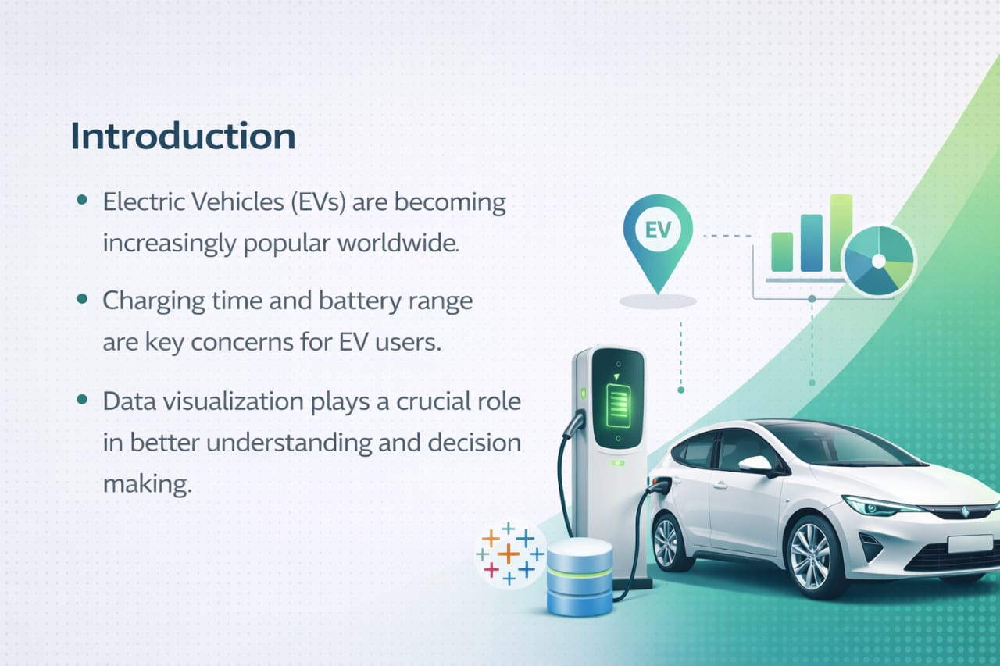 Introduction
• Electric Vehicles (EVs) are becoming
increasingly popular worldwide.
• Charging time and battery range
are key concerns for EV users.
• Data visualization plays a crucial role
in better understanding and decision
making.
EV